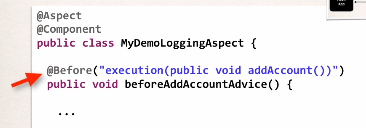 @Aspect
@Component
public class MyDemoLoggingAspect {
@Before("execution(public void addAccount())")
public void beforeAddAccountAdvice() {
...